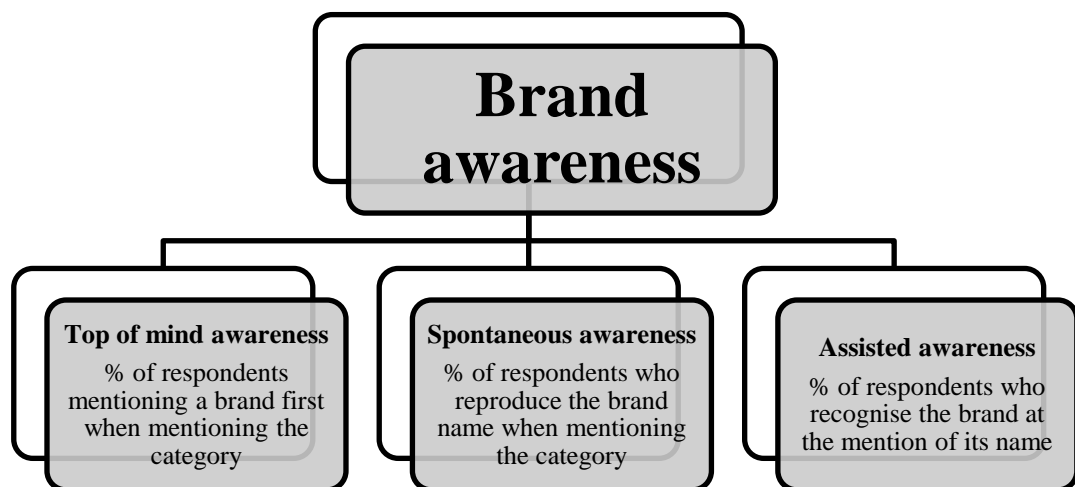 Brand
awareness
Top of mind awareness
% of respondents
mentioning a brand first
when mentioning the
category
Spontaneous awareness
% of respondents who
reproduce the brand
name when mentioning
the category
Assisted awareness
% of respondents who
recognise the brand at
the mention of its name